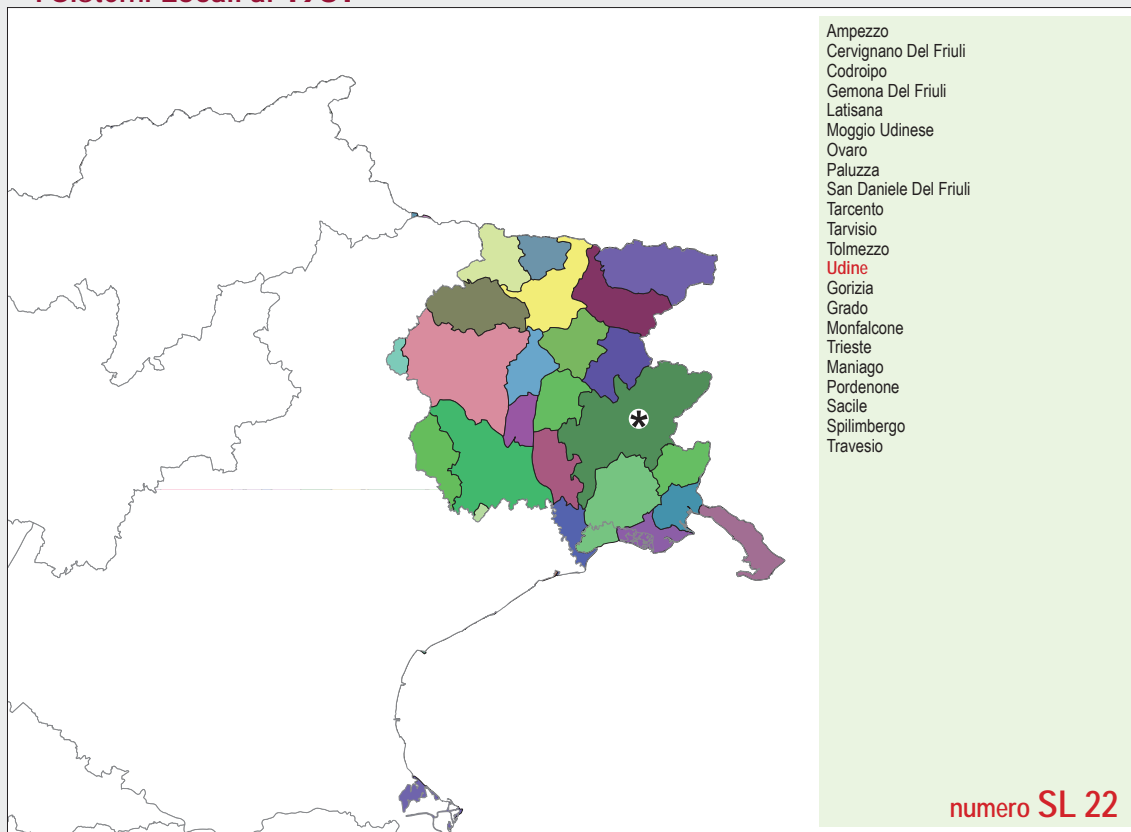 Ampezzo
Cervignano Del Friuli
Codroipo
Gemona Del Friuli
Latisana
Moggio Udinese
Ovaro
Paluzza
San Daniele Del Friuli
Tarcento
Tarvisio
Tolmezzo
Udine
Gorizia
Grado
Monfalcone
Trieste
Maniago
Pordenone
Sacile
Spilimbergo
Travesio
*
numero SL 22